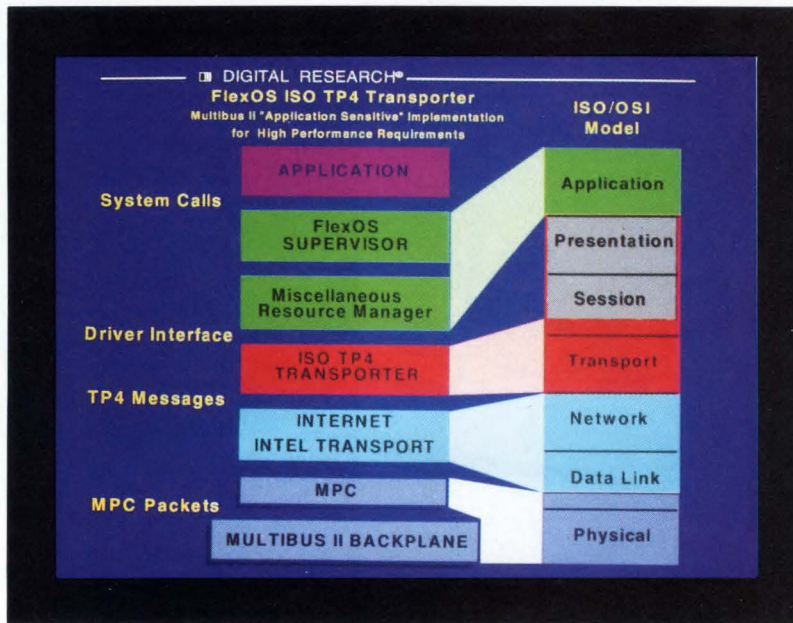 DIGITAL RESEARCH®
FlexOS ISO TP4 Transporter
Multibus II "Application Sensitive" Implementation
for High Performance Requirements
ISO/OSI
Model
System Calls
Driver Interface
TP4 Messages
MPC Packets
APPLICATION
FlexOS
SUPERVISOR
Miscellaneous
Resource Manager
ISO TP4
TRANSPORTER
INTERNET
INTEL TRANSPORT
MPC
MULTIBUS II BACKPLANE
Application
Presentation
Session
Transport
Network
Data Link
Physical